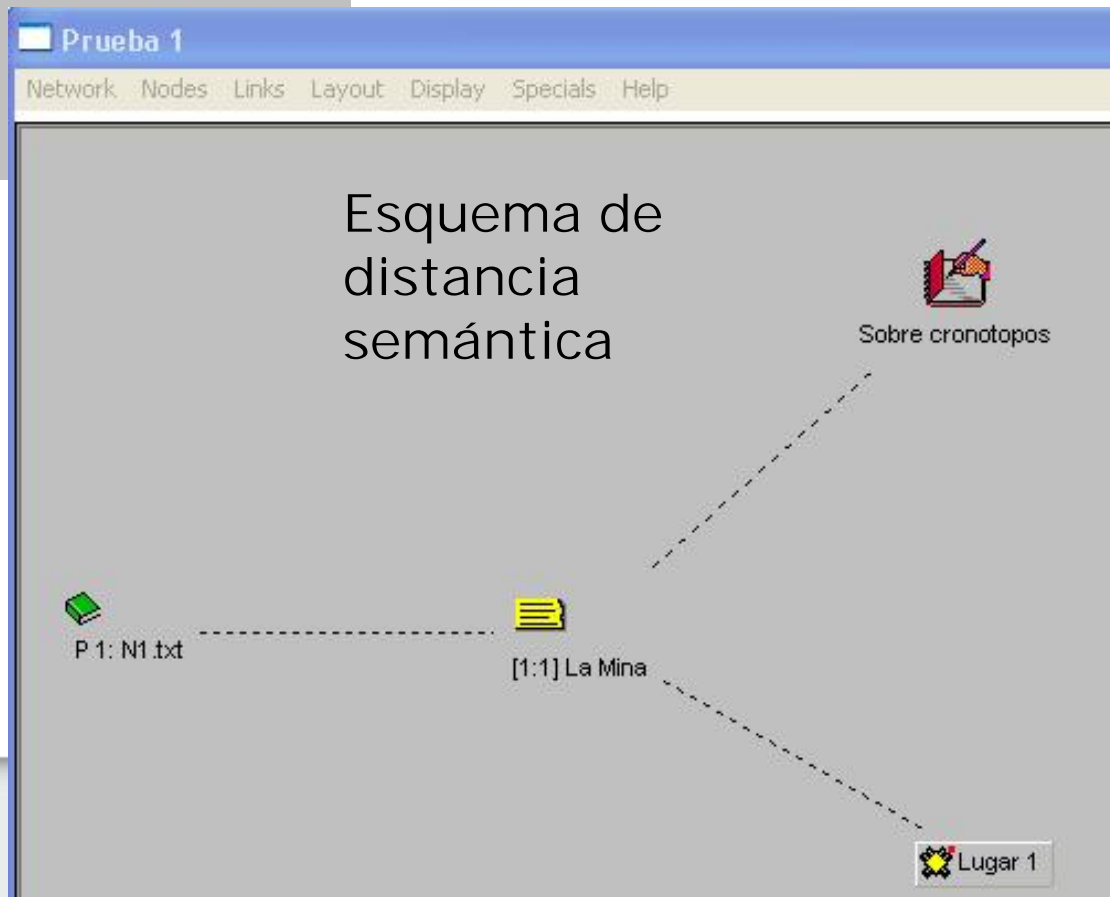 Prueba 1
Network Nodes Links Layout Display Specials Help
Esquema de
distancia
semántica
Sobre cronotopos
P 1: N1.txt
[1:1] La Mina
Lugar 1